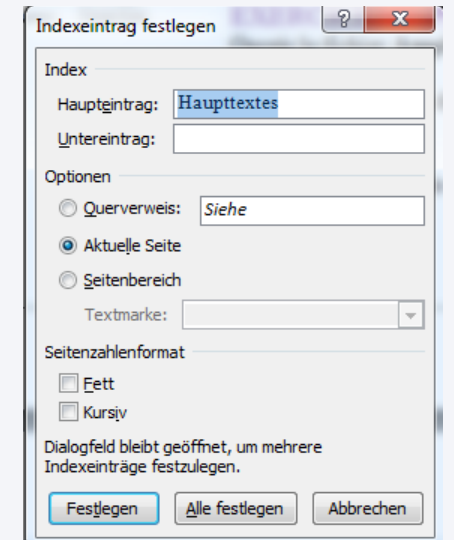 Indexeintrag festlegen
Index
Haupteintrag: Haupttextes
Untereintrag:
Optionen
Querverweis: Siehe
Aktuelle Seite
Seitenbereich
Textmarke:
Seitenzahlenformat
Fett
Kursiv
Dialogfeld bleibt geöffnet, um mehrere
Indexeinträge festzulegen.
Festlegen Alle festlegen Abbrechen